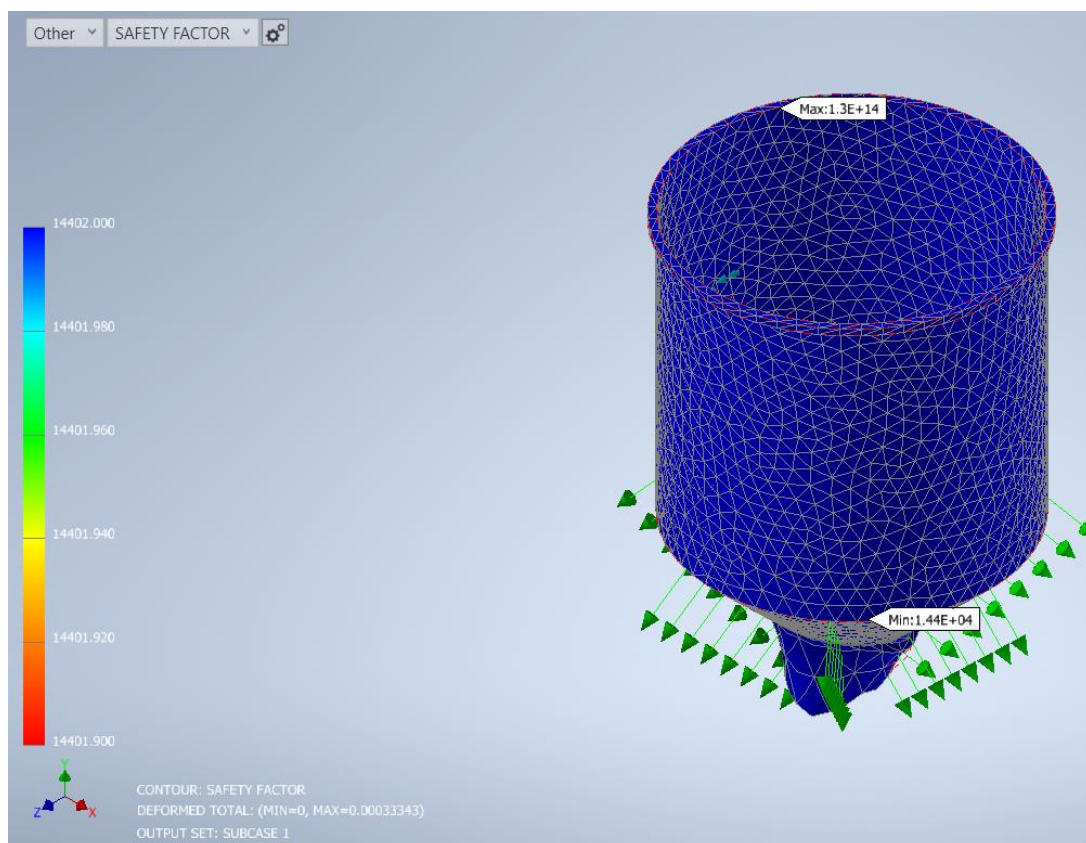 Other SAFETY FACTOR
Max:1.3E+14
14402.000
14401.980
14401.960
14401.940
14401.920
14401.900
Min:1.44E+04
Y
Z X
CONTOUR: SAFETY FACTOR
DEFORMED TOTAL: (MIN=0, MAX=0.00033343)
OUTPUT SET: SUBCASE 1